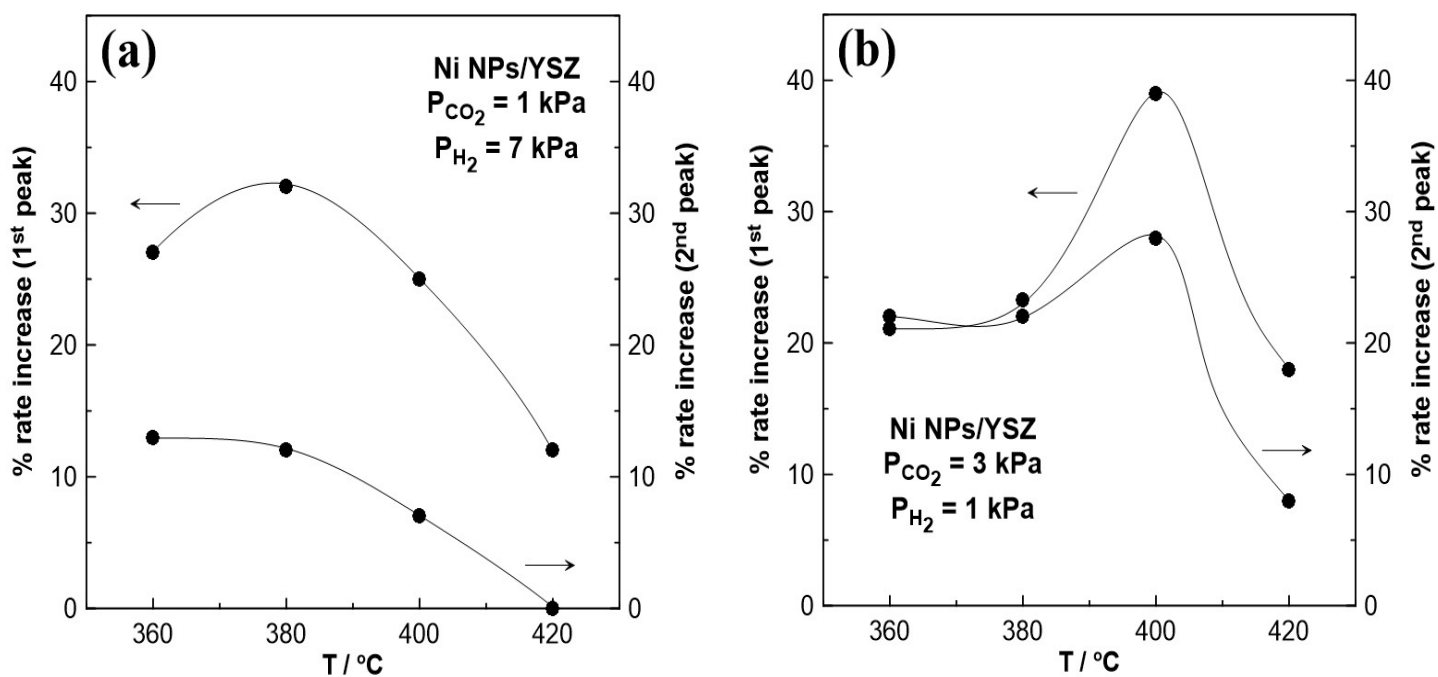 (a)
Ni NPs/YSZ
P_CO2 = 1 kPa
P_H2 = 7 kPa
% rate increase (1st peak)
40
30
20
10
0
% rate increase (2nd peak)
40
30
20
10
0
360 380 400 420
T / ºC
(b)
Ni NPs/YSZ
P_CO2 = 3 kPa
P_H2 = 1 kPa
% rate increase (1st peak)
40
30
20
10
0
% rate increase (2nd peak)
40
30
20
10
0
360 380 400 420
T / ºC